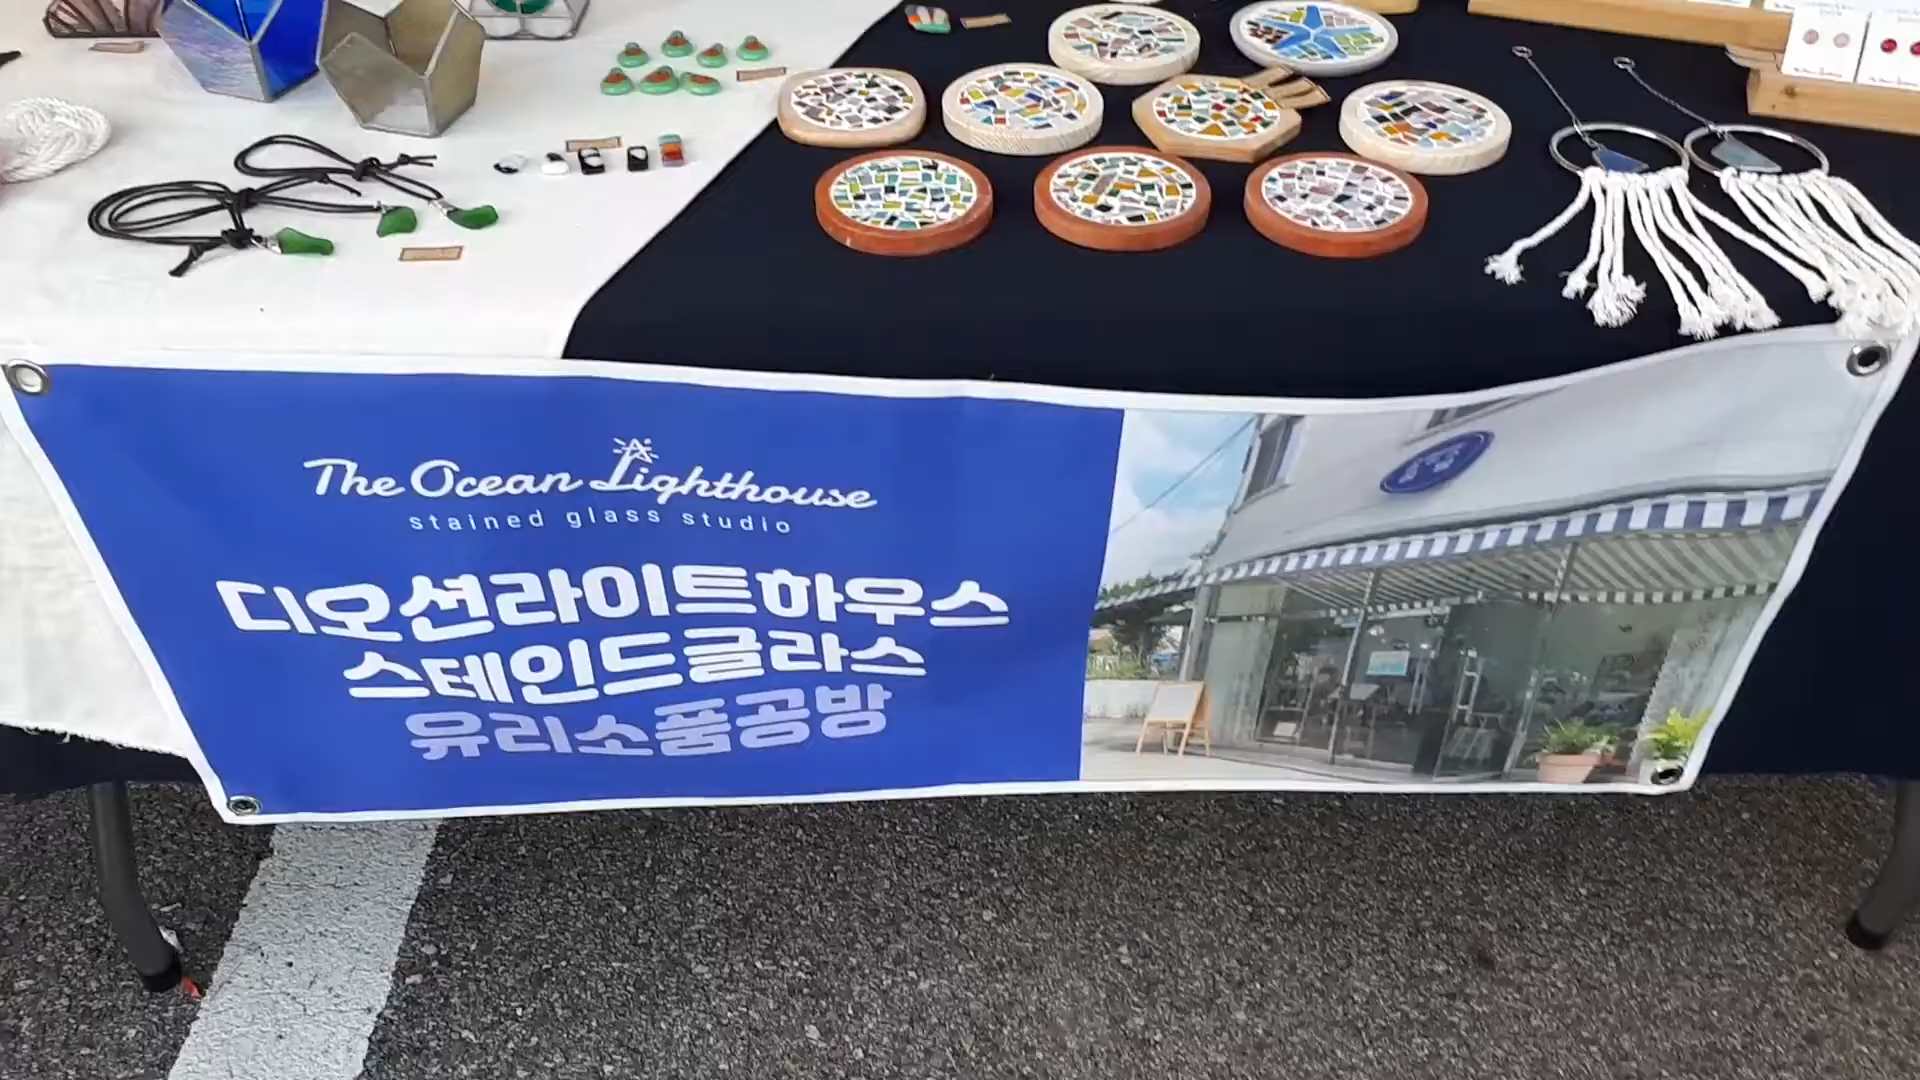 The Ocean Lighthouse
stained glass studio
디오션라이트하우스
스테인드글라스
유리소품공방